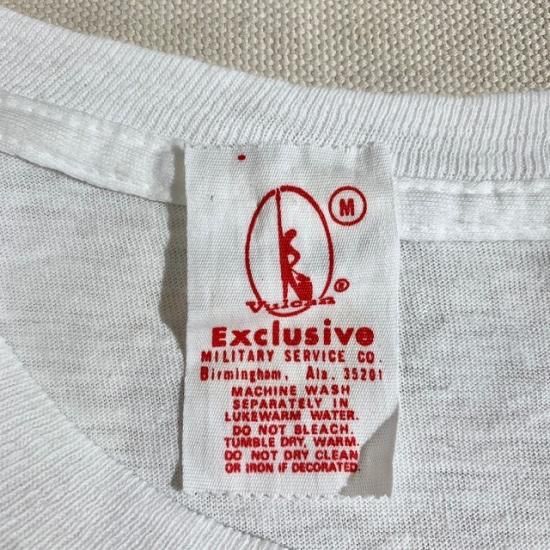 M
Vulcan ®
Exclusive
MILITARY SERVICE CO.
Birmingham, Ala. 35201
MACHINE WASH
SEPARATELY IN
LUKEWARM WATER.
DO NOT BLEACH.
TUMBLE DRY, WARM.
DO NOT DRY CLEAN
OR IRON IF DECORATED.